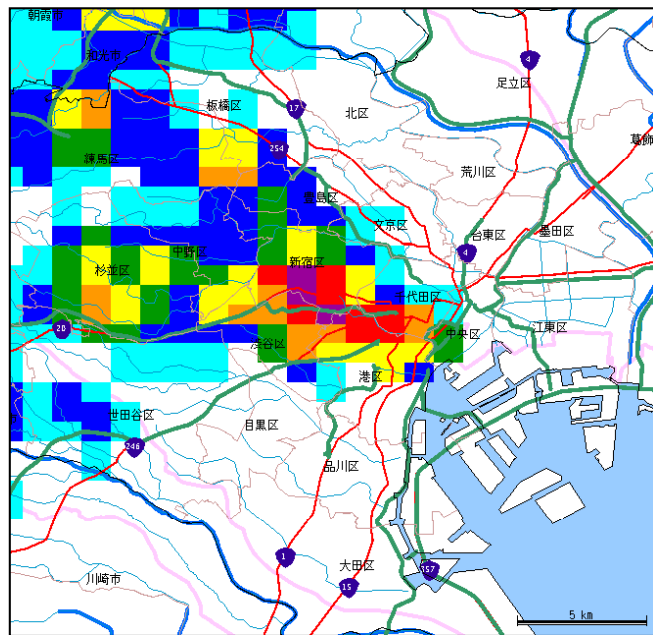 朝霞市
和光市
4
足立区
板橋区
17
北区
葛飾
254
練馬区
荒川区
豊島区
文京区
台東区
墨田区
4
中野区
新宿区
杉並区
千代田区
20
渋谷区
中央区
江東区
港区
世田谷区
目黒区
246
品川区
1
大田区
357
川崎市
15
5 km